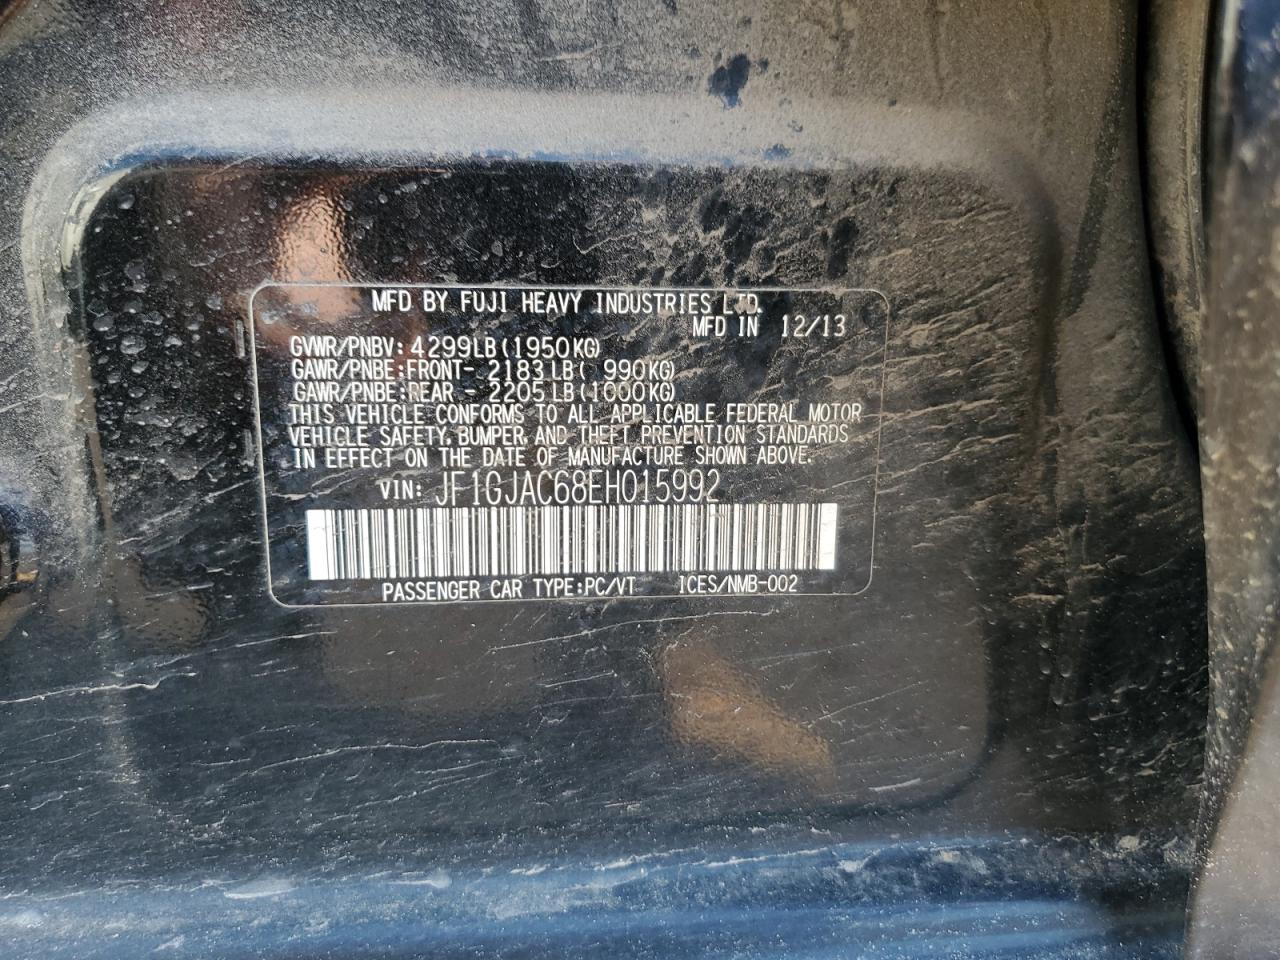 MFD BY FUJI HEAVY INDUSTRIES LTD.
MFD IN 12/13
GVWR/PNBV: 4299LB(1950KG)
GAWR/PNBE:FRONT- 2183LB( 990KG)
GAWR/PNBE:REAR - 2205LB(1000KG)
THIS VEHICLE CONFORMS TO ALL APPLICABLE FEDERAL MOTOR
VEHICLE SAFETY, BUMPER, AND THEFT PREVENTION STANDARDS
IN EFFECT ON THE DATE OF MANUFACTURE SHOWN ABOVE.
VIN: JF1GJAC68EH015992
PASSENGER CAR TYPE:PC/VT ICES/NMB-002